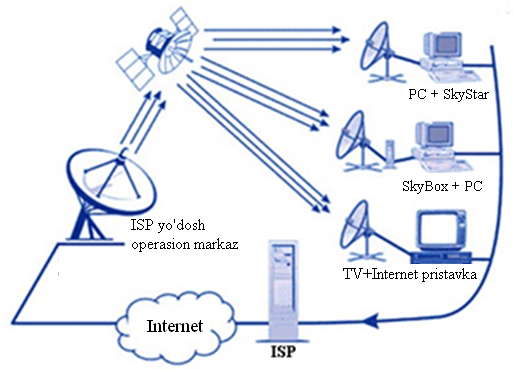 PC + SkyStar
SkyBox + PC
ISP yo'dosh
operasion markaz
TV+Internet pristavka
Internet
ISP